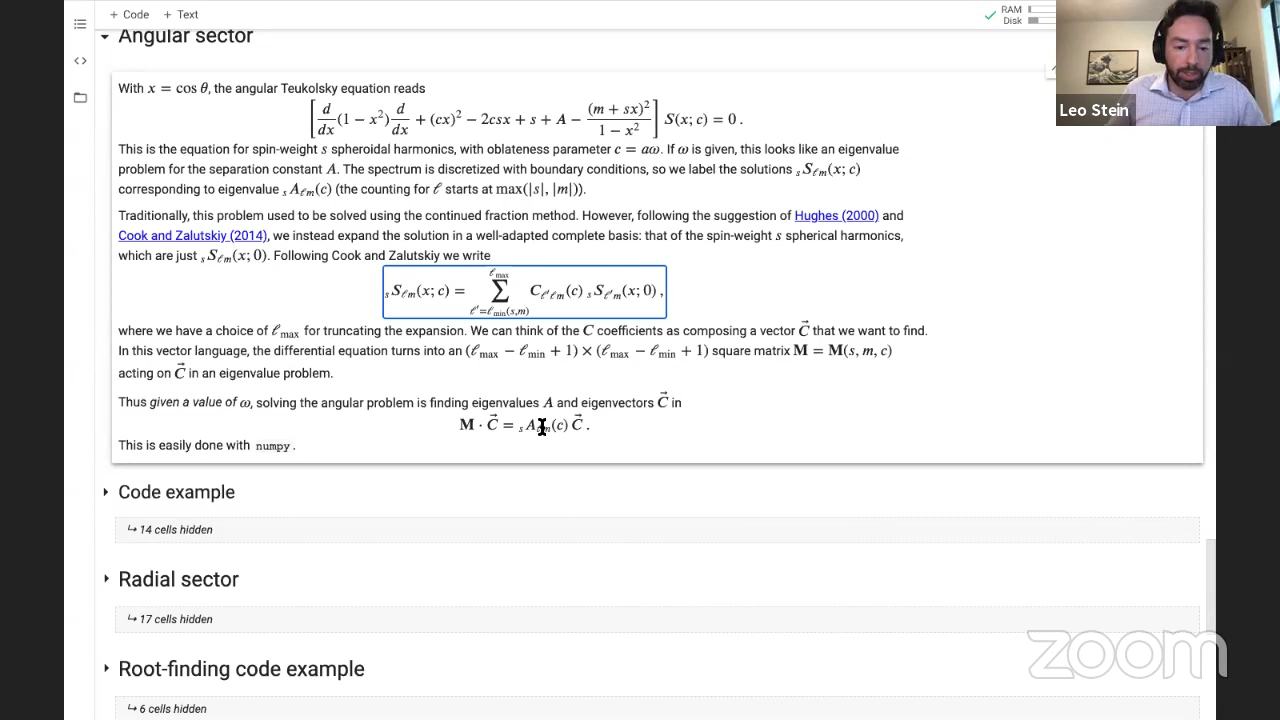 + Code + Text
RAM
Disk
Angular sector
With x = cos θ, the angular Teukolsky equation reads
[d/dx (1 − x²) d/dx + (cx)² − 2csx + s + A − (m + sx)²/(1 − x²)] S(x; c) = 0 .
This is the equation for spin-weight s spheroidal harmonics, with oblateness parameter c = aω. If ω is given, this looks like an eigenvalue
problem for the separation constant A. The spectrum is discretized with boundary conditions, so we label the solutions ₛS_ℓm(x; c)
corresponding to eigenvalue ₛA_ℓm(c) (the counting for ℓ starts at max(|s|, |m|)).
Traditionally, this problem used to be solved using the continued fraction method. However, following the suggestion of Hughes (2000) and
Cook and Zalutskiy (2014), we instead expand the solution in a well-adapted complete basis: that of the spin-weight s spherical harmonics,
which are just ₛS_ℓm(x; 0). Following Cook and Zalutskiy we write
ₛS_ℓm(x; c) = ∑_{ℓ′=ℓ_min(s,m)}^{ℓ_max} C_ℓ′ℓm(c) ₛS_ℓ′m(x; 0) ,
where we have a choice of ℓ_max for truncating the expansion. We can think of the C coefficients as composing a vector C⃗ that we want to find.
In this vector language, the differential equation turns into an (ℓ_max − ℓ_min + 1) × (ℓ_max − ℓ_min + 1) square matrix M = M(s, m, c)
acting on C⃗ in an eigenvalue problem.
Thus given a value of ω, solving the angular problem is finding eigenvalues A and eigenvectors C⃗ in
M · C⃗ = ₛA_ℓm(c) C⃗ .
This is easily done with numpy .
Code example
↳ 14 cells hidden
Radial sector
↳ 17 cells hidden
Root-finding code example
↳ 6 cells hidden
Leo Stein
zoom